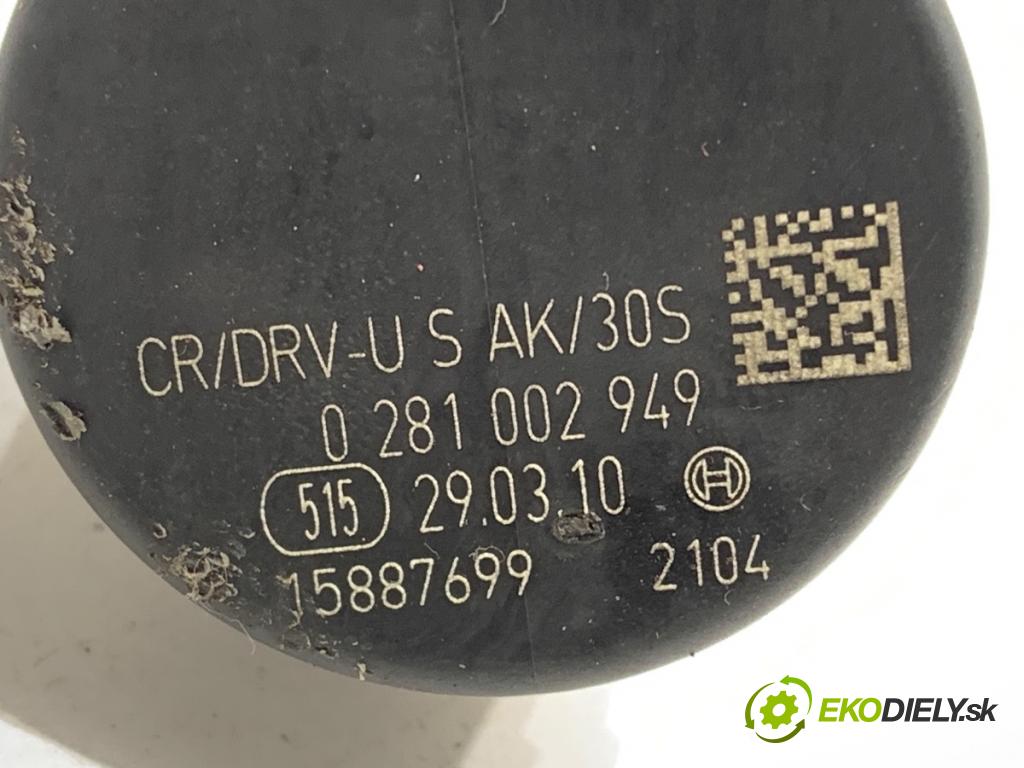 CR/DRV-U S AK/30S
0 281 002 949
515 29.03.10
15887699 2104
EKODIELY.sk